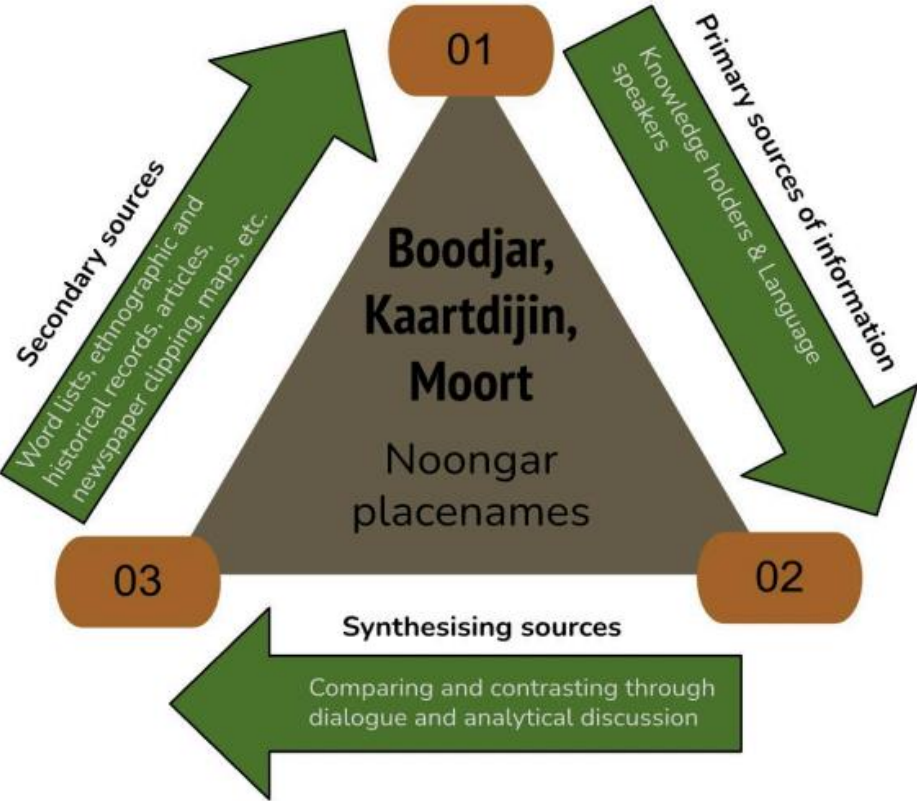 01
Primary sources of information
Knowledge holders & Language
speakers
Boodjar,
Kaartdijin,
Moort
Noongar
placenames
02
Synthesising sources
Comparing and contrasting through
dialogue and analytical discussion
03
Secondary sources
Word lists, ethnographic and
historical records, articles,
newspaper clipping, maps, etc.